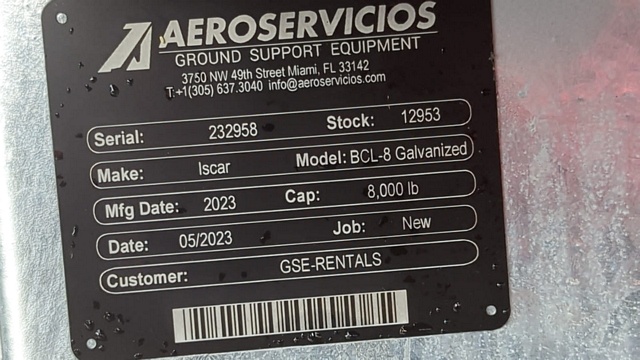 AEROSERVICIOS
GROUND SUPPORT EQUIPMENT
3750 NW 49th Street Miami, FL 33142
T:+1(305) 637.3040 info@aeroservicios.com
Serial: 232958 Stock: 12953
Make: Iscar Model: BCL-8 Galvanized
Mfg Date: 2023 Cap: 8,000 lb
Date: 05/2023 Job: New
Customer: GSE-RENTALS